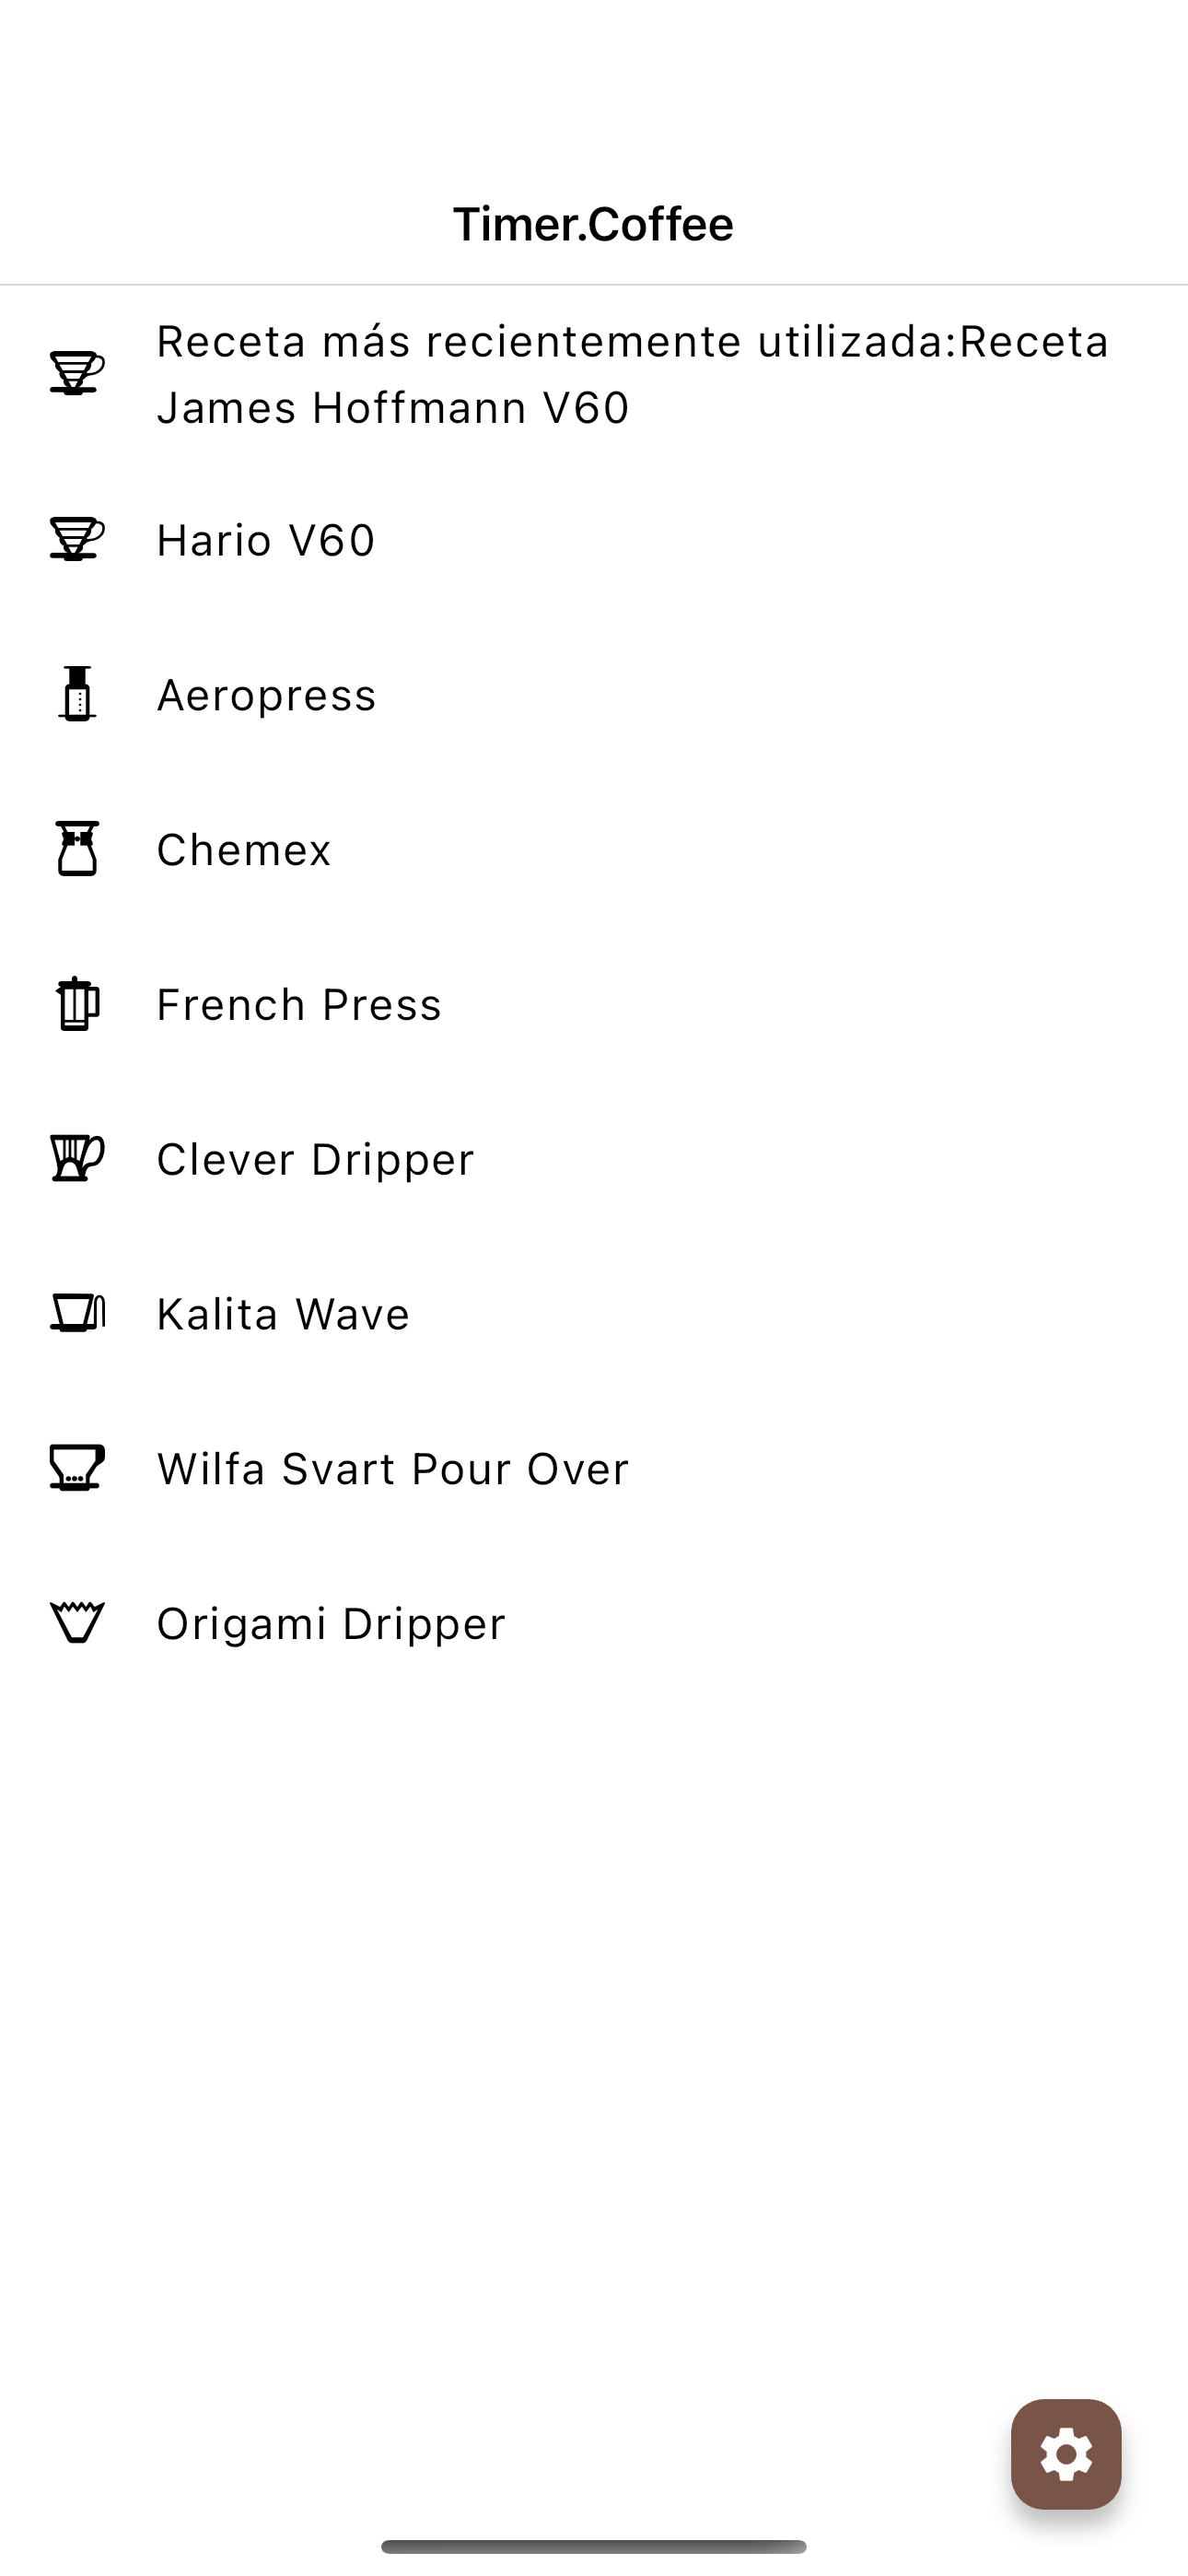 Timer.Coffee
Receta más recientemente utilizada:Receta
James Hoffmann V60
Hario V60
Aeropress
Chemex
French Press
Clever Dripper
Kalita Wave
Wilfa Svart Pour Over
Origami Dripper